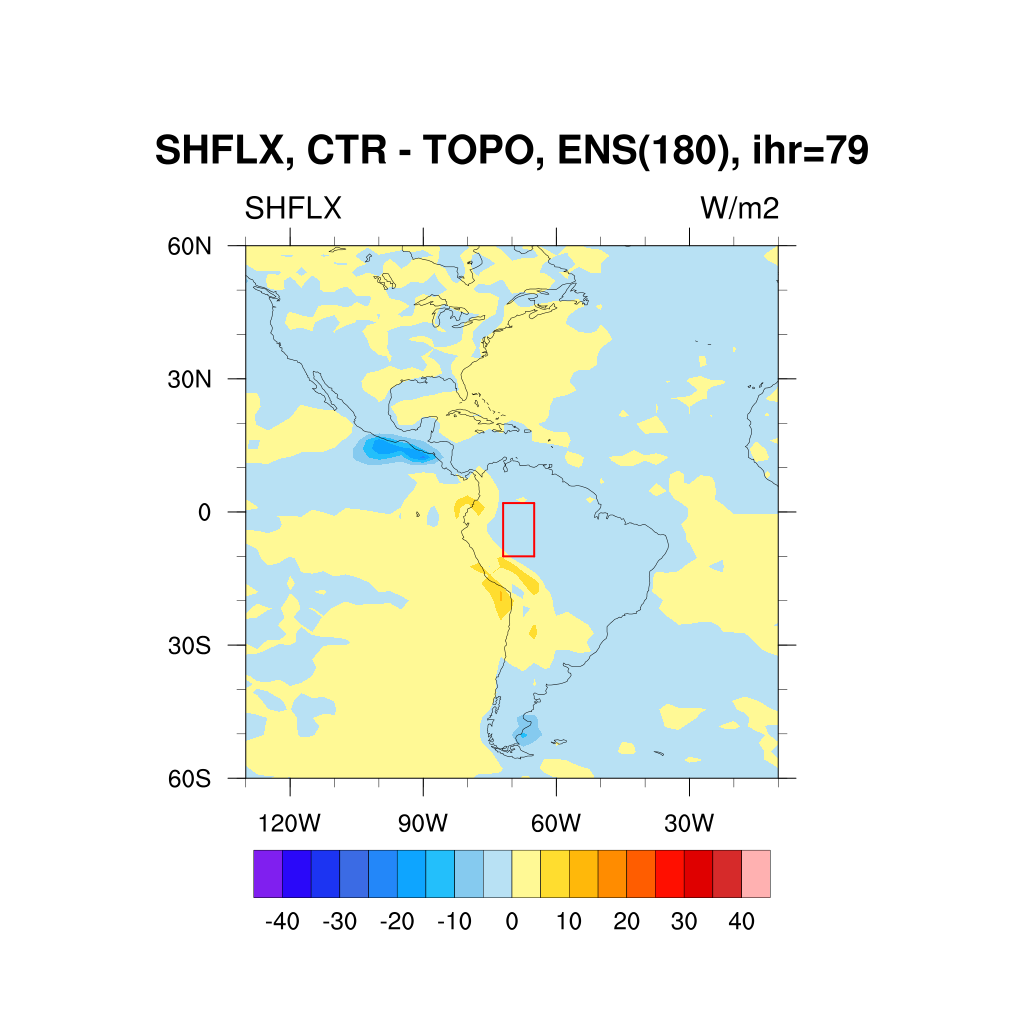 SHFLX, CTR - TOPO, ENS(180), ihr=79
SHFLX W/m2
60N
30N
0
30S
60S
120W 90W 60W 30W
-40 -30 -20 -10 0 10 20 30 40